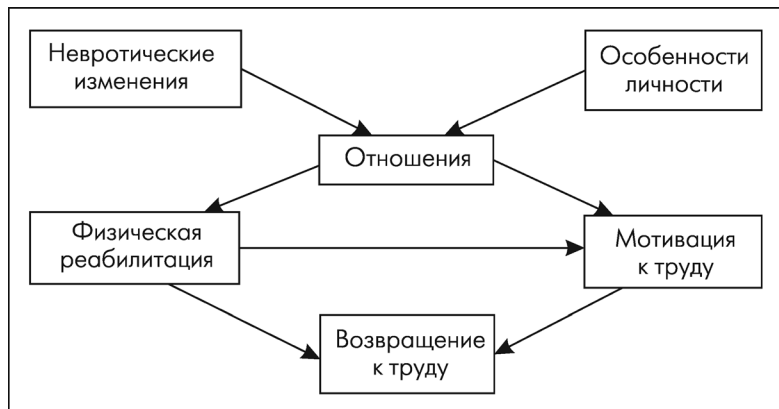 Невротические
изменения
Особенности
личности
Отношения
Физическая
реабилитация
Мотивация
к труду
Возвращение
к труду